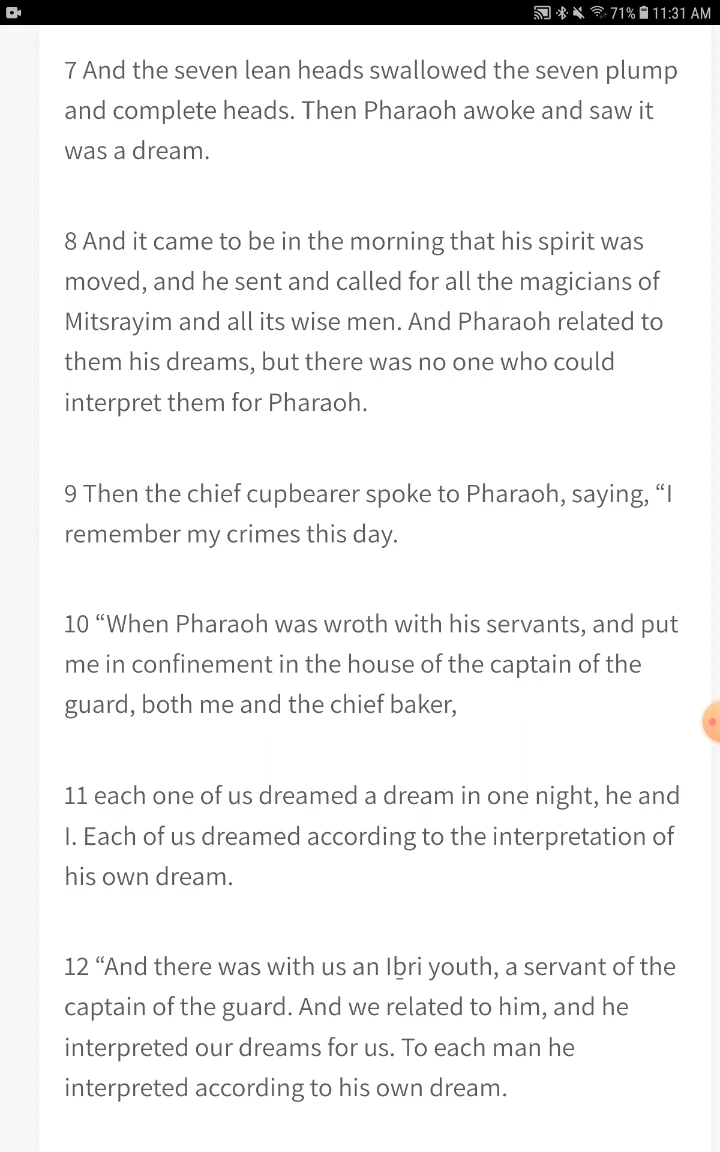 71% 11:31 AM
7 And the seven lean heads swallowed the seven plump
and complete heads. Then Pharaoh awoke and saw it
was a dream.
8 And it came to be in the morning that his spirit was
moved, and he sent and called for all the magicians of
Mitsrayim and all its wise men. And Pharaoh related to
them his dreams, but there was no one who could
interpret them for Pharaoh.
9 Then the chief cupbearer spoke to Pharaoh, saying, “I
remember my crimes this day.
10 “When Pharaoh was wroth with his servants, and put
me in confinement in the house of the captain of the
guard, both me and the chief baker,
11 each one of us dreamed a dream in one night, he and
I. Each of us dreamed according to the interpretation of
his own dream.
12 “And there was with us an Iḇri youth, a servant of the
captain of the guard. And we related to him, and he
interpreted our dreams for us. To each man he
interpreted according to his own dream.